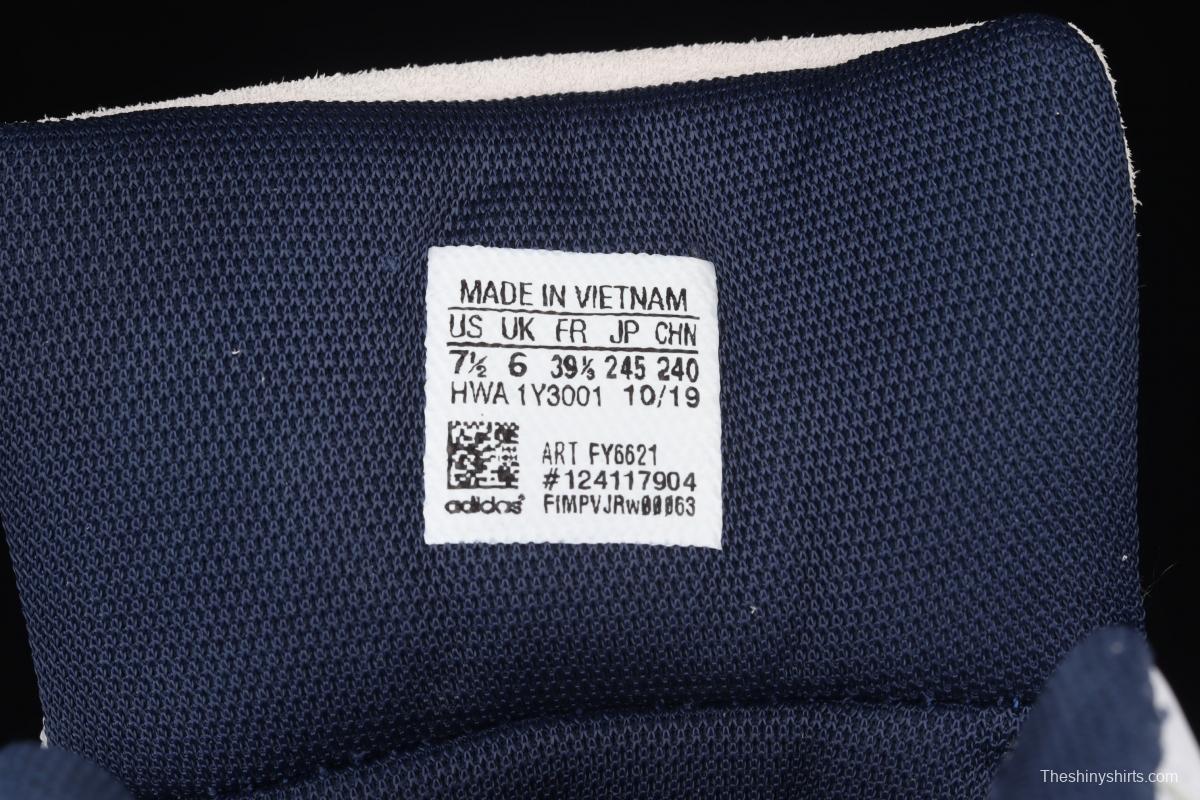 MADE IN VIETNAM
US UK FR JP CHN
7½ 6 39⅓ 245 240
HWA 1Y3001 10/19
ART FY6621
#124117904
adidas FIMPVJRw00063
Theshinyshirts.com